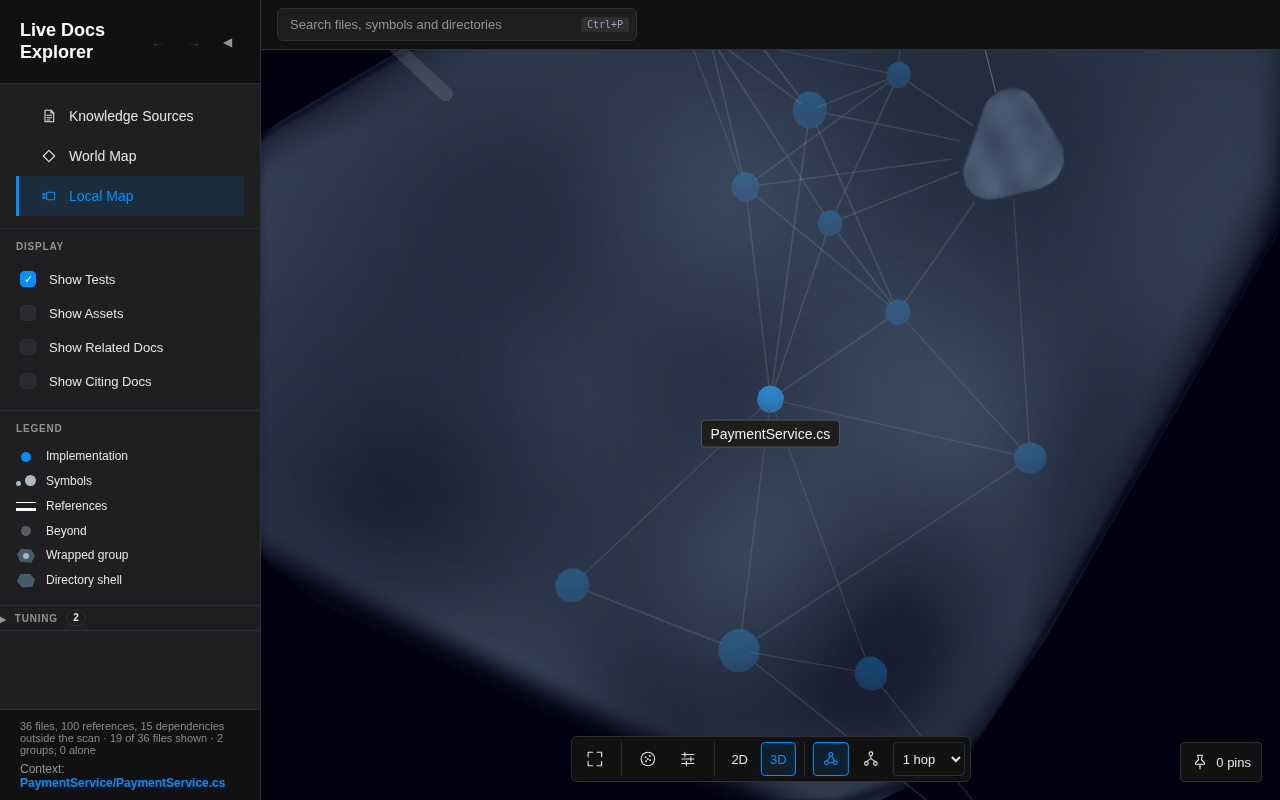 Live Docs
Explorer
Search files, symbols and directories
Ctrl+P
Knowledge Sources
World Map
Local Map
DISPLAY
Show Tests
Show Assets
Show Related Docs
Show Citing Docs
LEGEND
Implementation
Symbols
References
Beyond
Wrapped group
Directory shell
TUNING 2
36 files, 100 references, 15 dependencies
outside the scan · 19 of 36 files shown · 2
groups, 0 alone
Context:
PaymentService/PaymentService.cs
PaymentService.cs
2D
3D
1 hop
0 pins